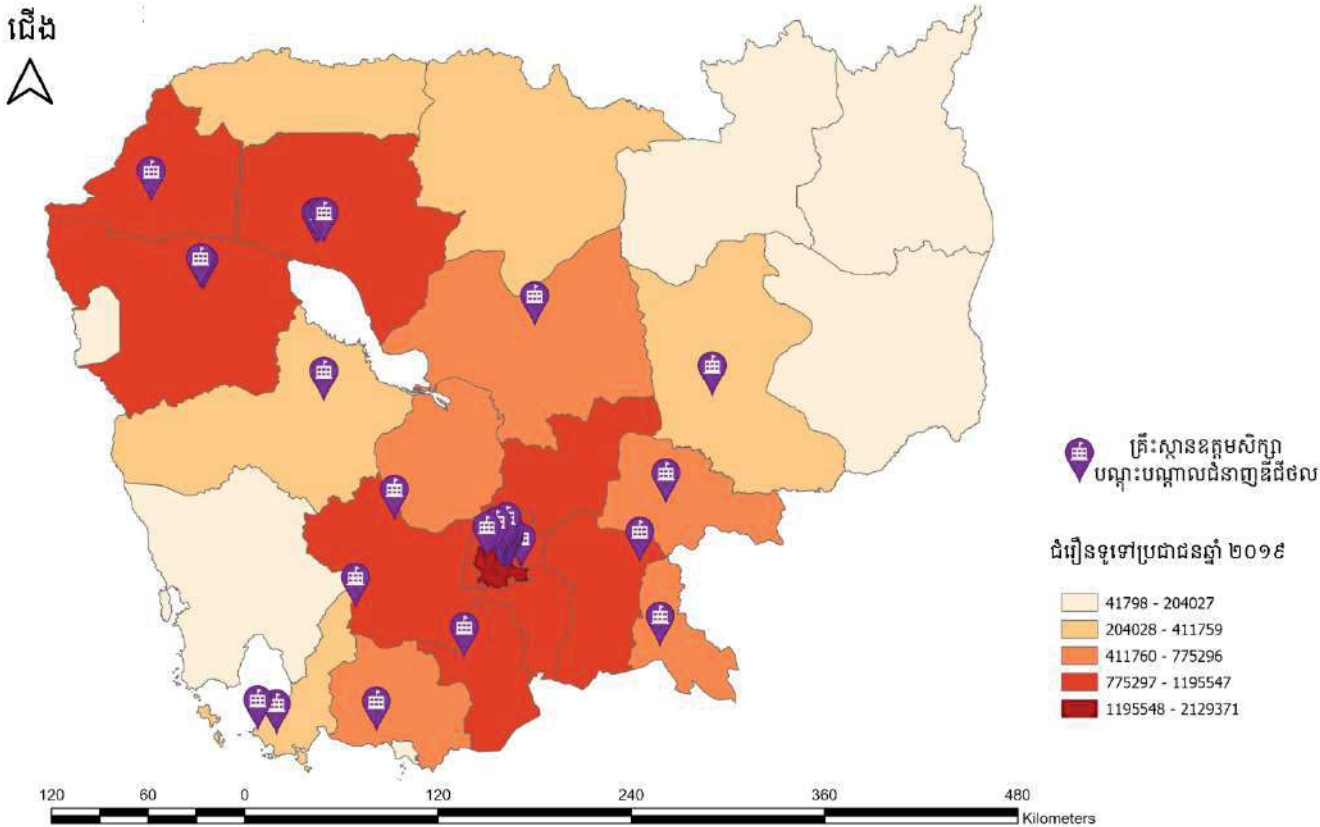 ជើង
គ្រឹះស្ថានឧត្តមសិក្សា
បណ្តុះបណ្តាលជំនាញឌីជីថល
ជំរឿនទូទៅប្រជាជនឆ្នាំ ២០១៩
41798 - 204027
204028 - 411759
411760 - 775296
775297 - 1195547
1195548 - 2129371
120 60 0 120 240 360 480
Kilometers